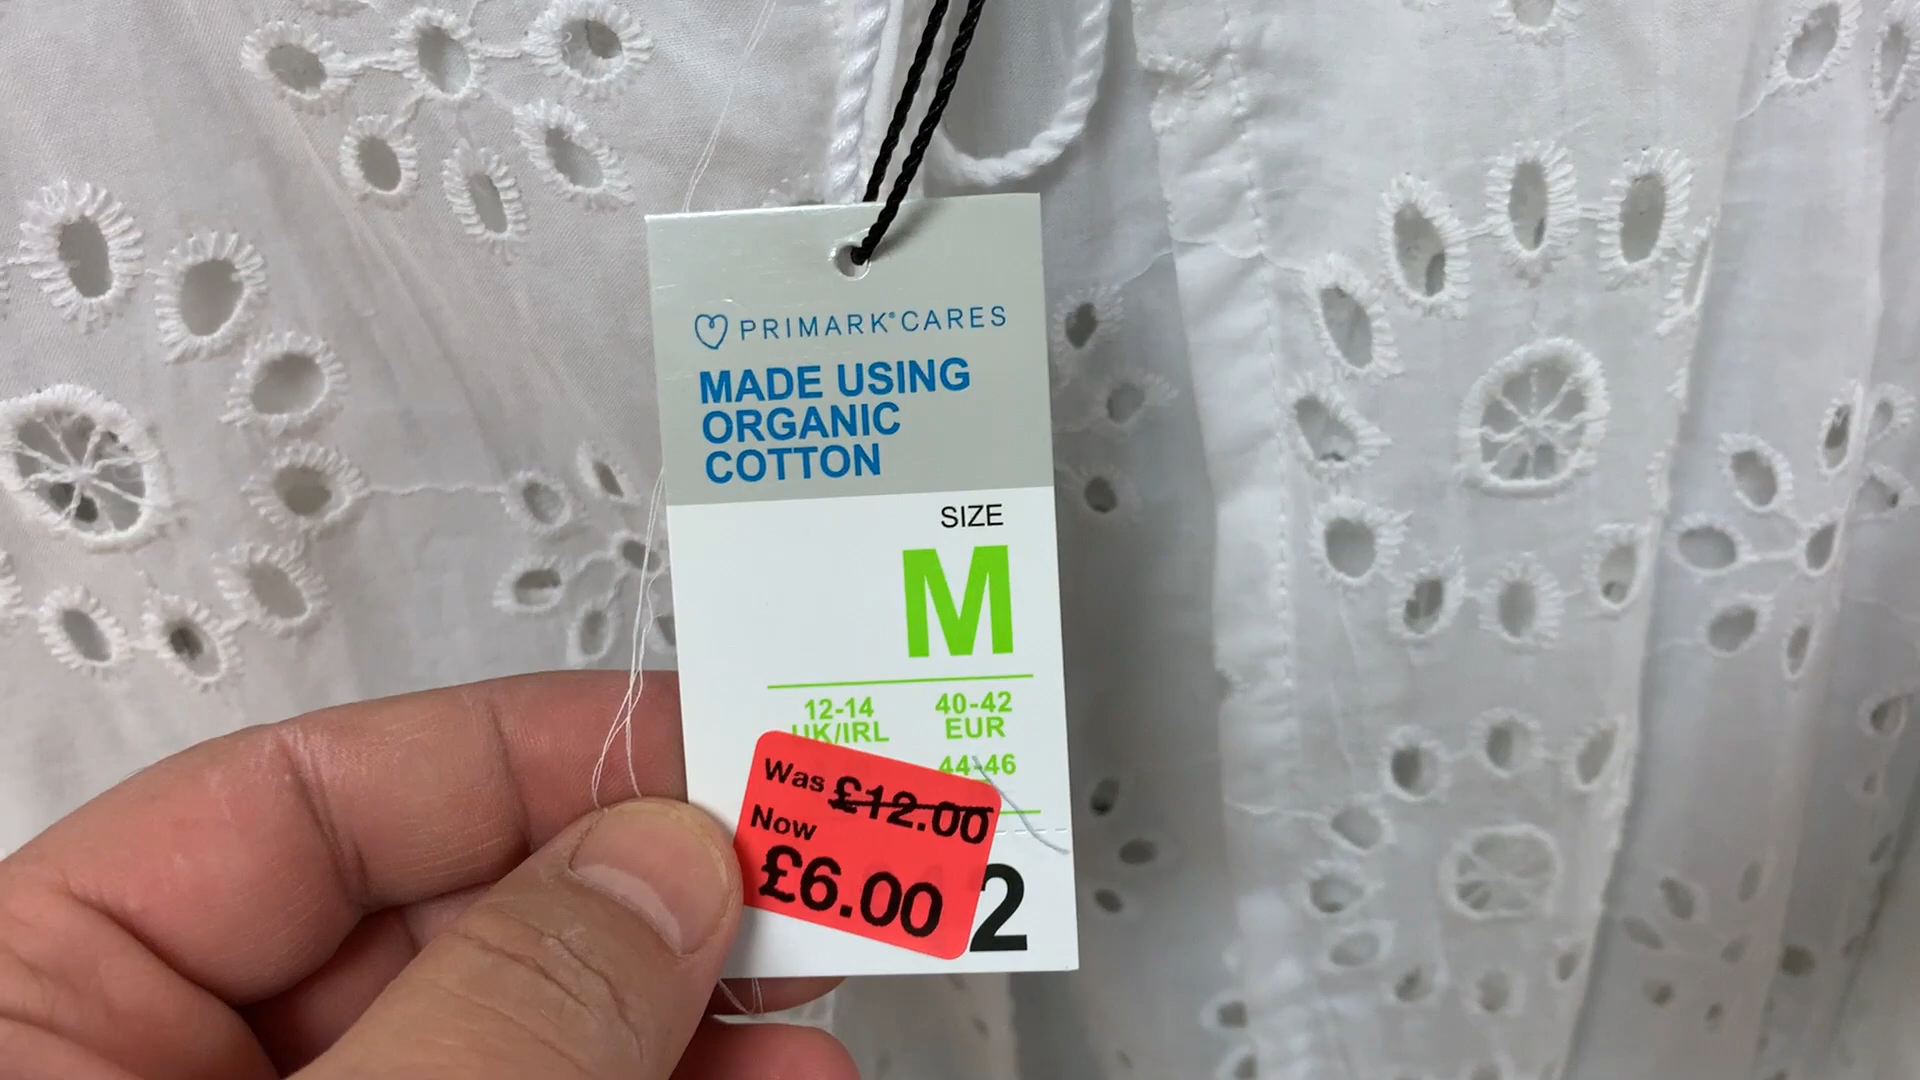 PRIMARK®CARES
MADE USING
ORGANIC
COTTON
SIZE
M
12-14
UK/IRL
40-42
EUR
44-46
Was £12.00
Now
£6.00
2